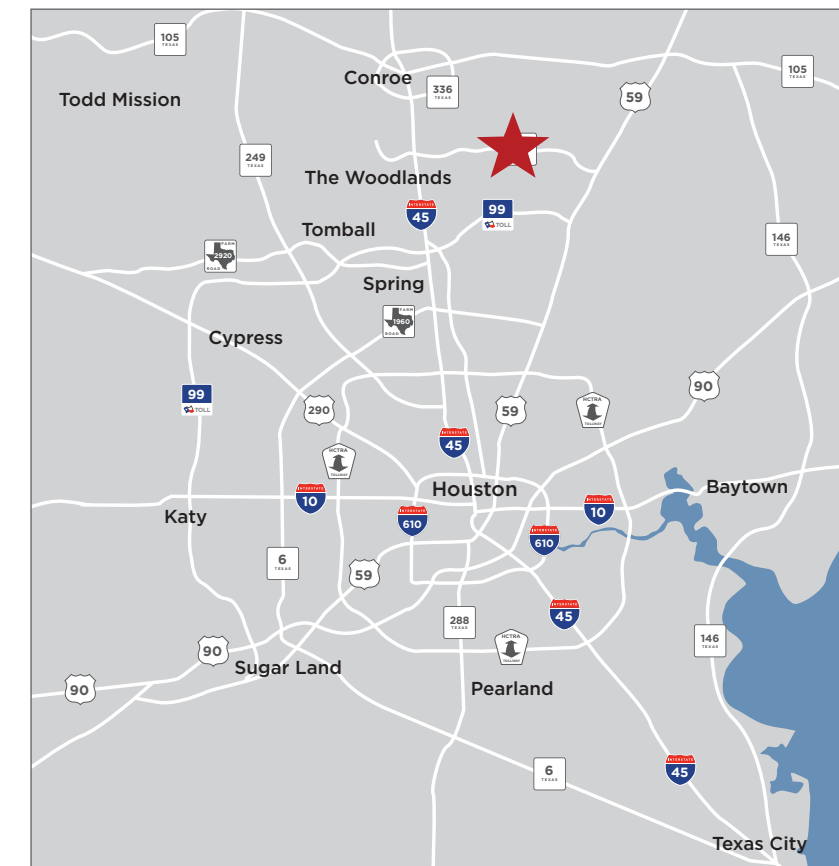 105
TEXAS
Conroe
336
TEXAS
105
TEXAS
Todd Mission
59
249
TEXAS
The Woodlands
INTERSTATE
45
99
TOLL
Tomball
146
TEXAS
FARM
2920
ROAD
Spring
FARM
1960
ROAD
Cypress
99
TOLL
290
59
HCTRA
TOLLWAY
90
INTERSTATE
45
HCTRA
TOLLWAY
Houston
Baytown
INTERSTATE
10
INTERSTATE
10
Katy
INTERSTATE
610
INTERSTATE
610
6
TEXAS
59
INTERSTATE
45
288
TEXAS
HCTRA
TOLLWAY
146
TEXAS
90
Sugar Land
90
Pearland
6
TEXAS
INTERSTATE
45
Texas City